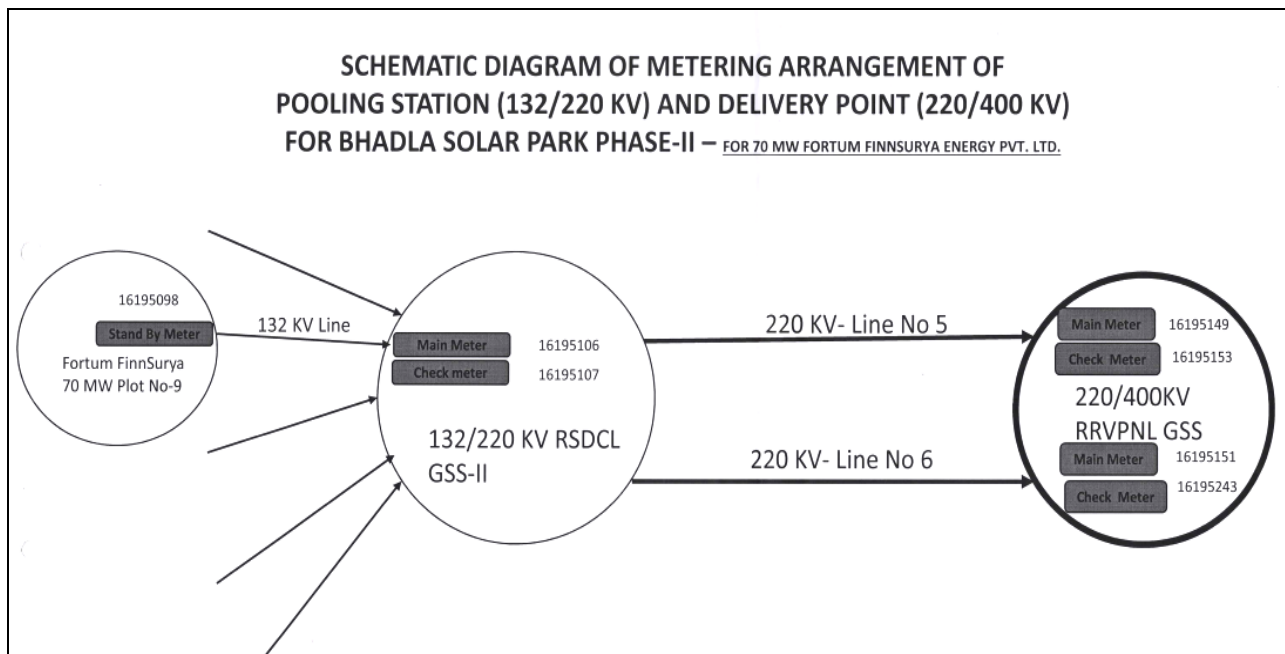 SCHEMATIC DIAGRAM OF METERING ARRANGEMENT OF
POOLING STATION (132/220 KV) AND DELIVERY POINT (220/400 KV)
FOR BHADLA SOLAR PARK PHASE-II – FOR 70 MW FORTUM FINNSURYA ENERGY PVT. LTD.
16195098
Stand By Meter
Fortum FinnSurya
70 MW Plot No-9
132 KV Line
Main Meter 16195106
Check meter 16195107
132/220 KV RSDCL
GSS-II
220 KV- Line No 5
220 KV- Line No 6
Main Meter 16195149
Check Meter 16195153
220/400KV
RRVPNL GSS
Main Meter 16195151
Check Meter 16195243